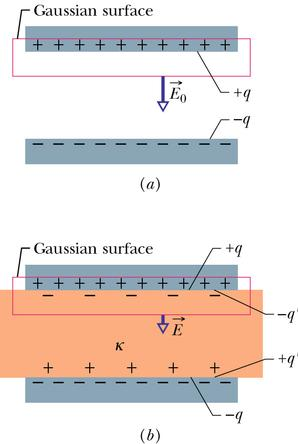 Gaussian surface
+ + + + + + + + + + +
+q
E₀
−q
− − − − − − − − − − −
(a)
Gaussian surface
+q
+ + + + + + + + + + +
− − − − −
−q'
E
κ
+q'
+ + + + +
− − − − − − − − − − −
−q
(b)